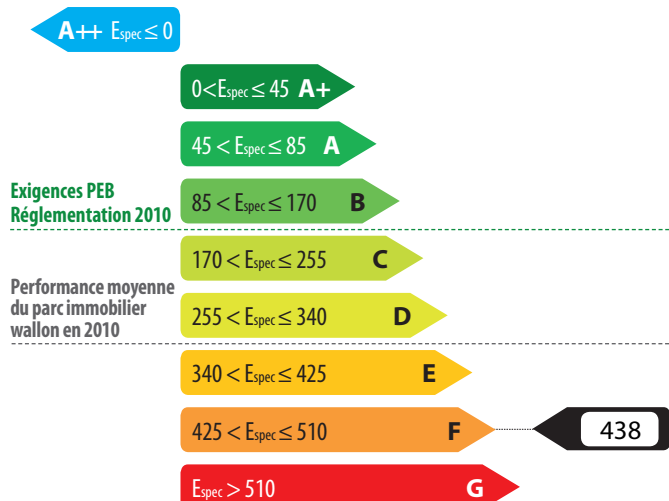 A++ Espec ≤ 0
0<Espec ≤ 45 A+
45 < Espec ≤ 85 A
Exigences PEB
Réglementation 2010
85 < Espec ≤ 170 B
170 < Espec ≤ 255 C
Performance moyenne
du parc immobilier
wallon en 2010
255 < Espec ≤ 340 D
340 < Espec ≤ 425 E
425 < Espec ≤ 510 F
438
Espec > 510 G